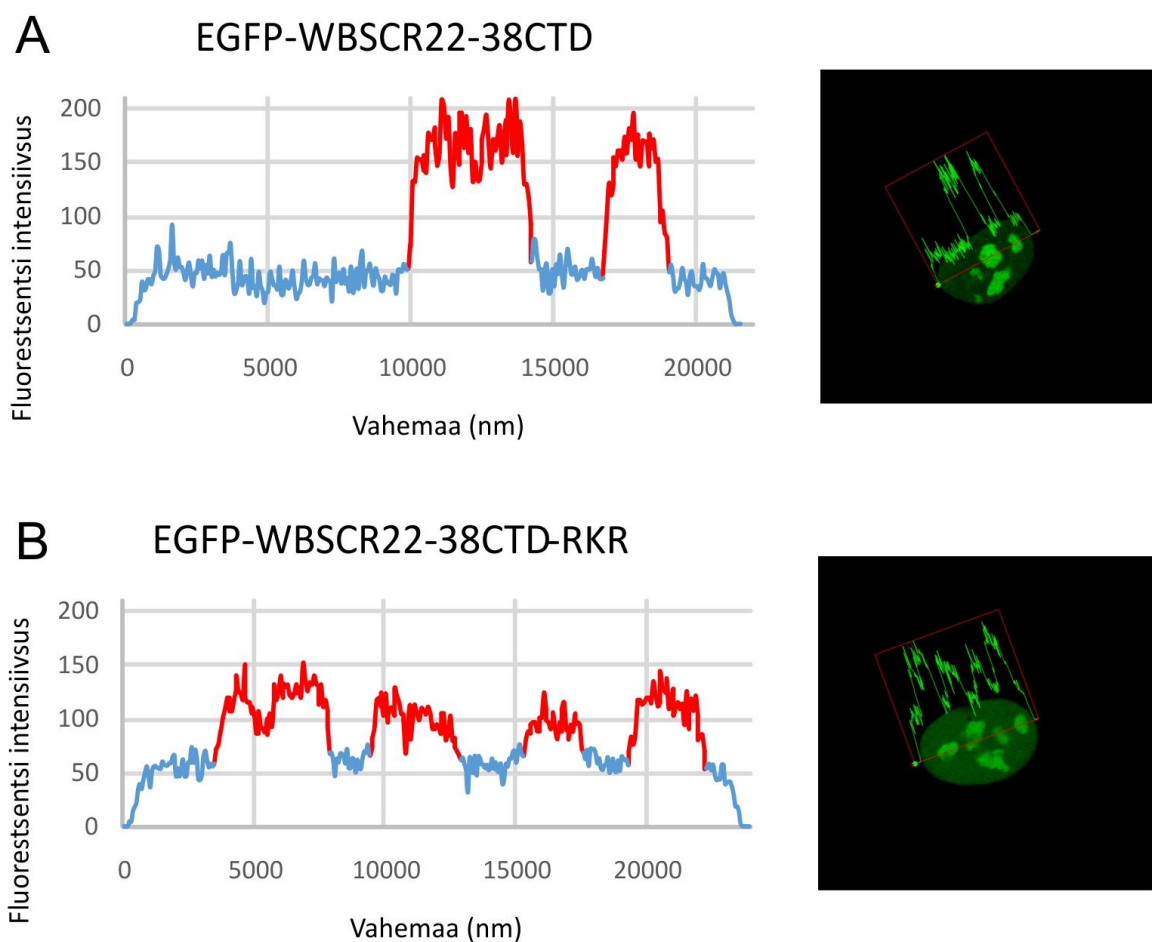 A
EGFP-WBSCR22-38CTD
Fluorestsentsi intensiivsus
200
150
100
50
0
0 5000 10000 15000 20000
Vahemaa (nm)
B
EGFP-WBSCR22-38CTD-RKR
Fluorestsentsi intensiivsus
200
150
100
50
0
0 5000 10000 15000 20000
Vahemaa (nm)